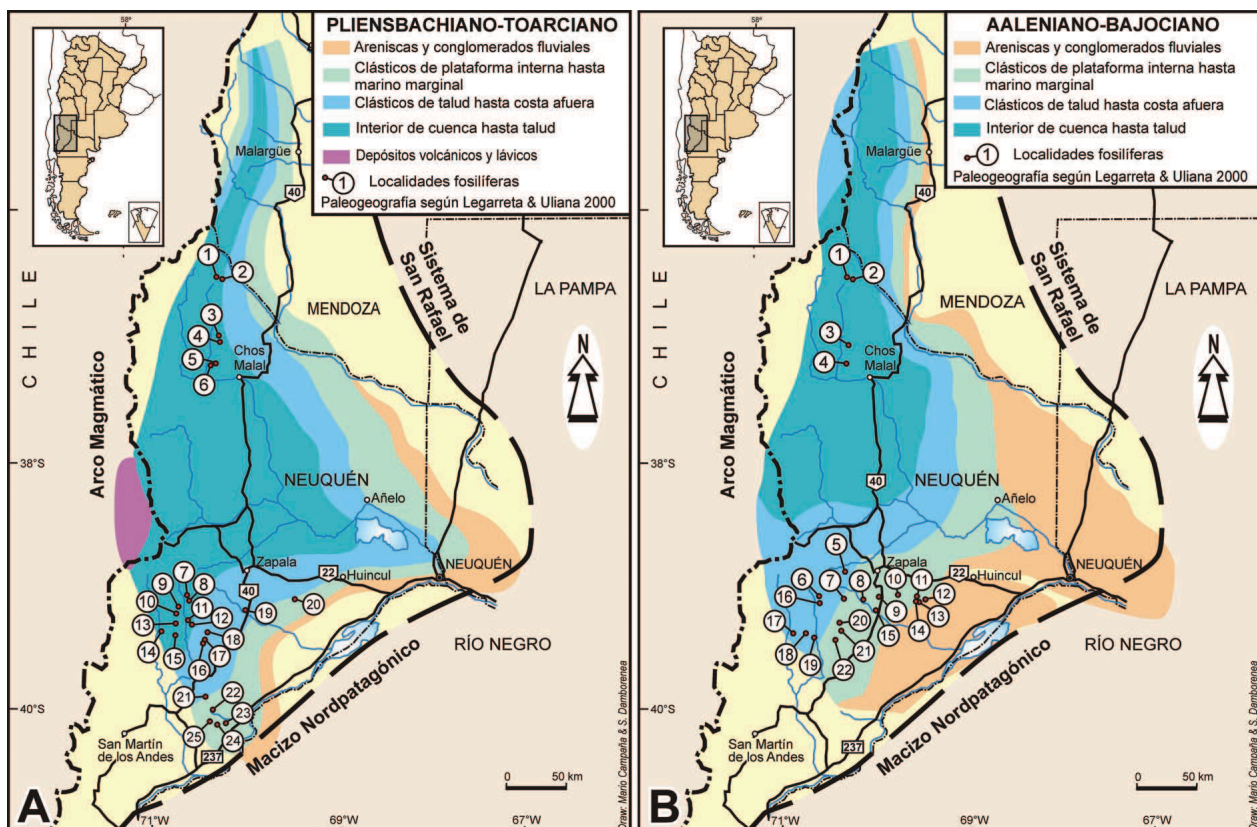 58°
PLIENSBACHIANO-TOARCIANO
Areniscas y conglomerados fluviales
Clásticos de plataforma interna hasta
marino marginal
Clásticos de talud hasta costa afuera
Interior de cuenca hasta talud
Depósitos volcánicos y lávicos
1 Localidades fosilíferas
Paleogeografía según Legarreta & Uliana 2000
Malargüe
40
CHILE
1
2
3
4
5
6
MENDOZA
Sistema de
San Rafael
LA PAMPA
N
Chos
Malal
Arco Magmático
38°S
NEUQUÉN
Añelo
Zapala
NEUQUÉN
22
Huincul
40
7
8
9
10
11
12
13
14
15
16
17
18
19
20
21
22
23
24
25
RÍO NEGRO
Macizo Nordpatagónico
40°S
San Martín
de los Andes
237
0 50 km
A
71°W
69°W
67°W
Draw: Mario Campaña & S. Damborenea
58°
AALENIANO-BAJOCIANO
Areniscas y conglomerados fluviales
Clásticos de plataforma interna hasta
marino marginal
Clásticos de talud hasta costa afuera
Interior de cuenca hasta talud
1 Localidades fosilíferas
Paleogeografía según Legarreta & Uliana 2000
Malargüe
40
CHILE
1
2
3
4
MENDOZA
Sistema de
San Rafael
LA PAMPA
N
Chos
Malal
Arco Magmático
38°S
40
NEUQUÉN
Añelo
Zapala
NEUQUÉN
22
Huincul
5
6
7
8
9
10
11
12
13
14
15
16
17
18
19
20
21
22
RÍO NEGRO
Macizo Nordpatagónico
40°S
San Martín
de los Andes
237
0 50 km
B
71°W
69°W
67°W
Draw: Mario Campaña & S. Damborenea